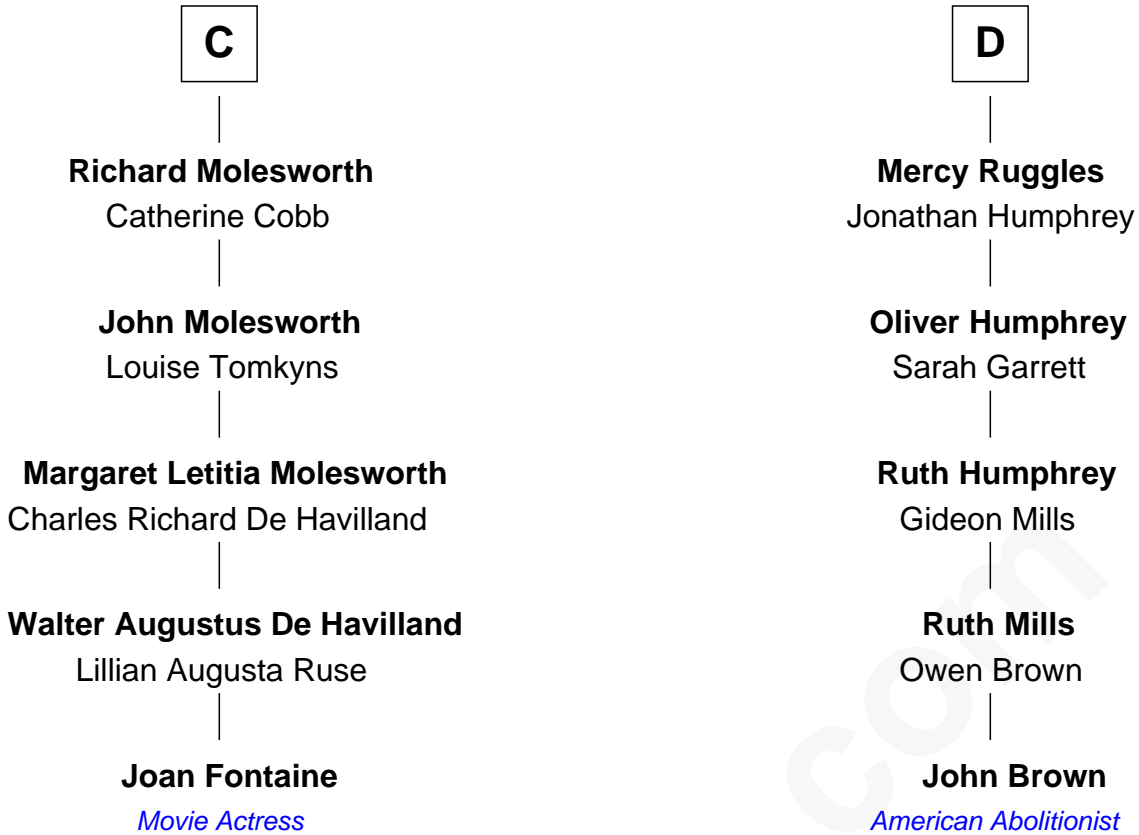 C
Richard Molesworth
Catherine Cobb
John Molesworth
Louise Tomkyns
Margaret Letitia Molesworth
Charles Richard De Havilland
Walter Augustus De Havilland
Lillian Augusta Ruse
Joan Fontaine
Movie Actress
D
Mercy Ruggles
Jonathan Humphrey
Oliver Humphrey
Sarah Garrett
Ruth Humphrey
Gideon Mills
Ruth Mills
Owen Brown
John Brown
American Abolitionist
com